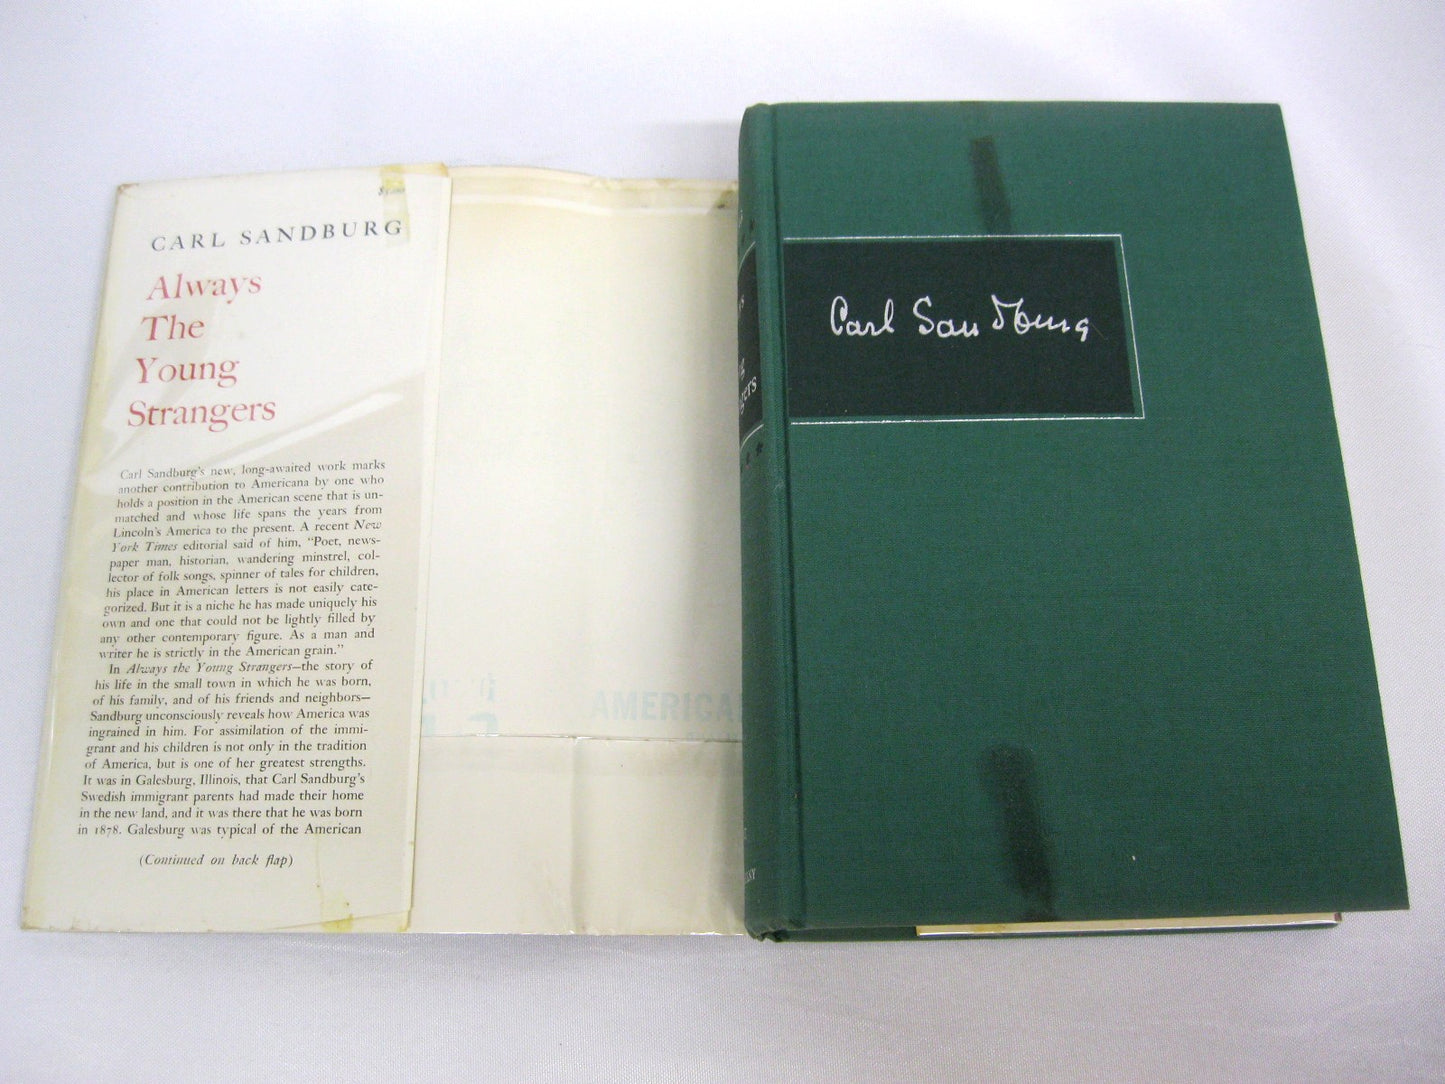 CARL SANDBURG
Always
The
Young
Strangers
Carl Sandburg's new, long-awaited work marks
another contribution to Americana by one who
holds a position in the American scene that is un-
matched and whose life spans the years from
Lincoln's America to the present. A recent New
York Times editorial said of him, "Poet, news-
paper man, historian, wandering minstrel, col-
lector of folk songs, spinner of tales for children,
his place in American letters is not easily cate-
gorized. But it is a niche he has made uniquely his
own and one that could not be lightly filled by
any other contemporary figure. As a man and
writer he is strictly in the American grain."
In Always the Young Strangers—the story of
his life in the small town in which he was born,
of his family, and of his friends and neighbors—
Sandburg unconsciously reveals how America was
ingrained in him. For assimilation of the immi-
grant and his children is not only in the tradition
of America, but is one of her greatest strengths.
It was in Galesburg, Illinois, that Carl Sandburg's
Swedish immigrant parents had made their home
in the new land, and it was there that he was born
in 1878. Galesburg was typical of the American
(Continued on back flap)
AMERICA
Carl Sandburg